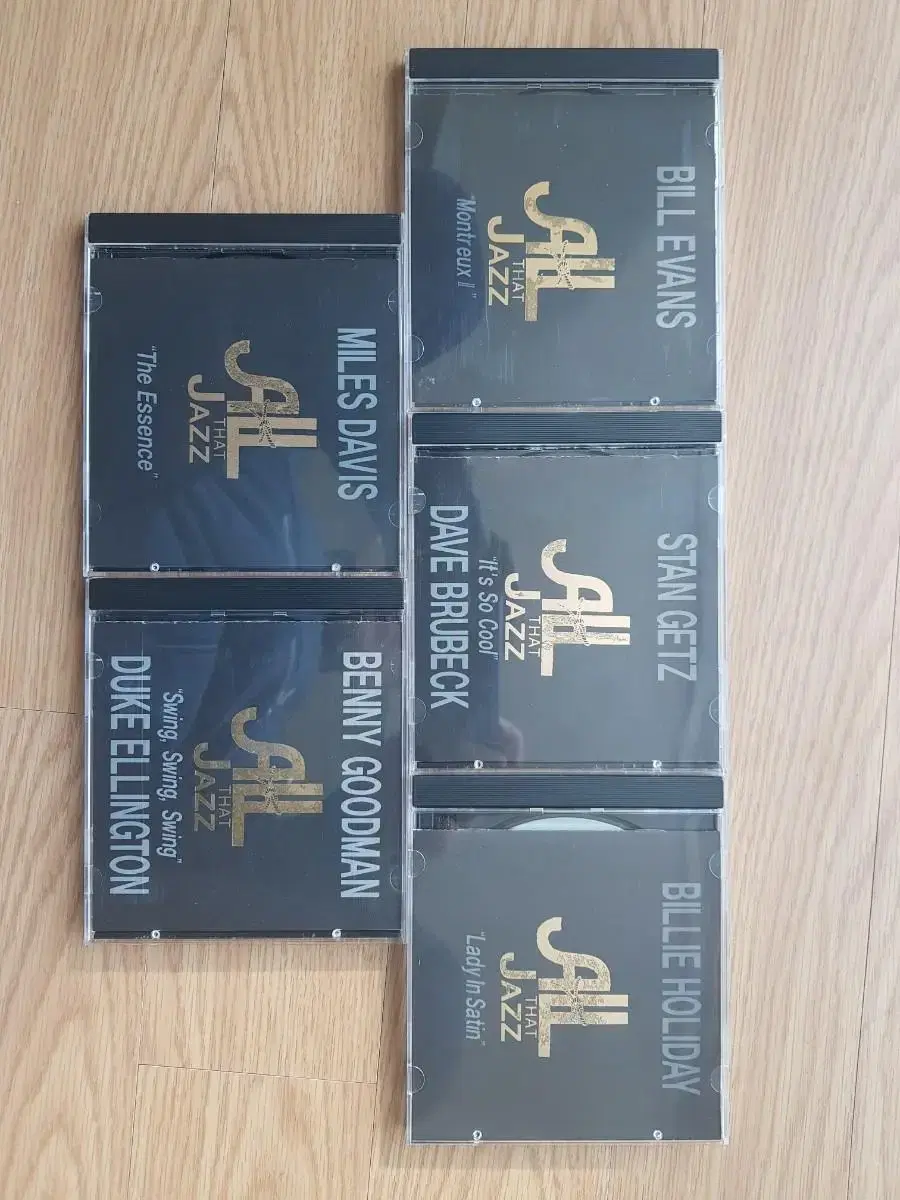 BILL EVANS
ALL
THAT
JAZZ
"Montreux II"
MILES DAVIS
ALL
THAT
JAZZ
"The Essence"
STAN GETZ
ALL
THAT
JAZZ
"It's So Cool"
DAVE BRUBECK
BENNY GOODMAN
ALL
THAT
JAZZ
"Swing, Swing, Swing"
DUKE ELLINGTON
BILLIE HOLIDAY
ALL
THAT
JAZZ
"Lady In Satin"